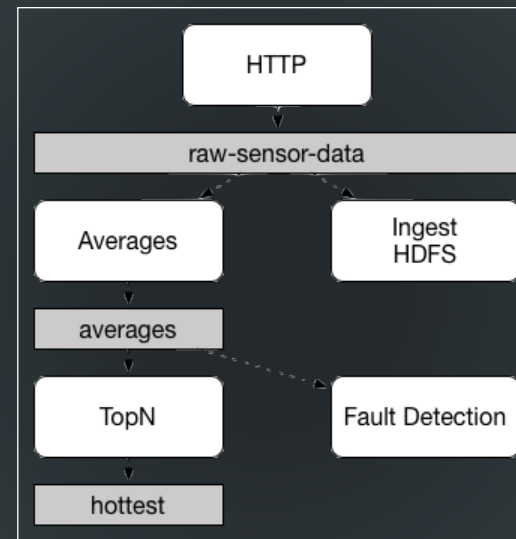 HTTP
raw-sensor-data
Averages
Ingest
HDFS
averages
TopN
Fault Detection
hottest